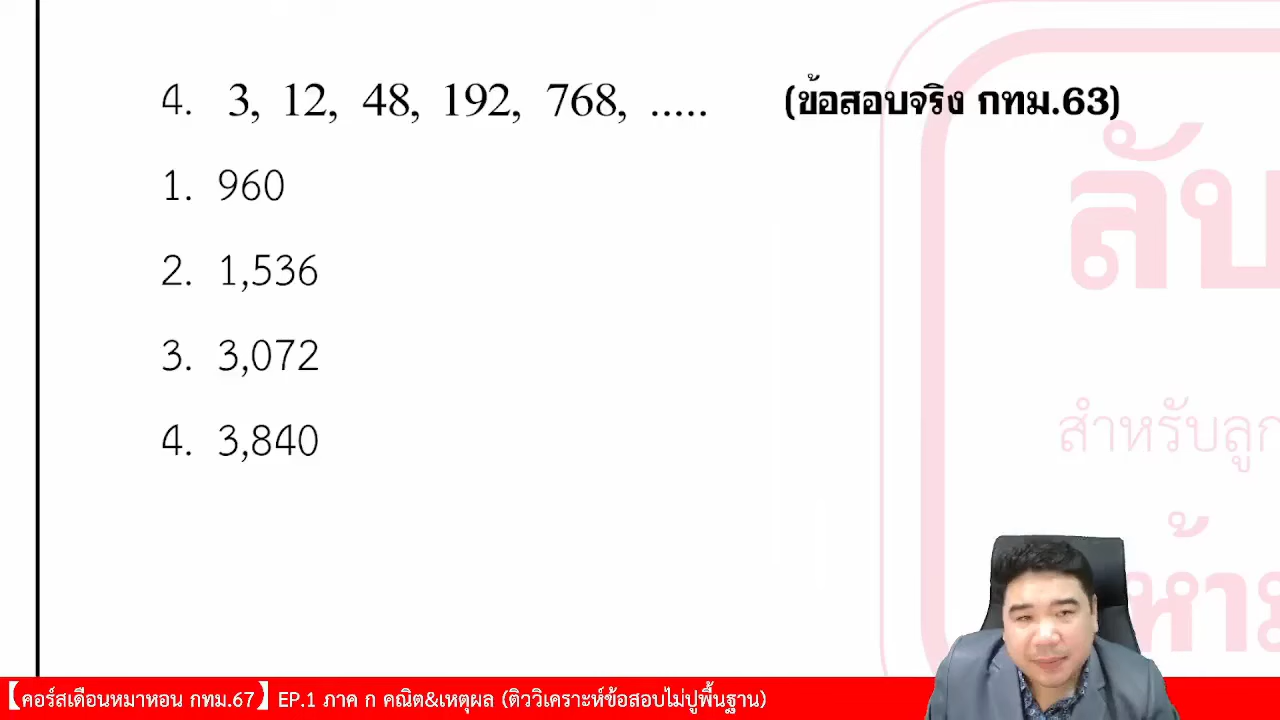 4. 3, 12, 48, 192, 768, ..... (ข้อสอบจริง กทม.63)
1. 960
2. 1,536
3. 3,072
4. 3,840
ลับ
สำหรับลูก
ห้าม
【คอร์สเดือนหมาหอน กทม.67】 EP.1 ภาค ก คณิต&เหตุผล (ติววิเคราะห์ข้อสอบไม่ปูพื้นฐาน)